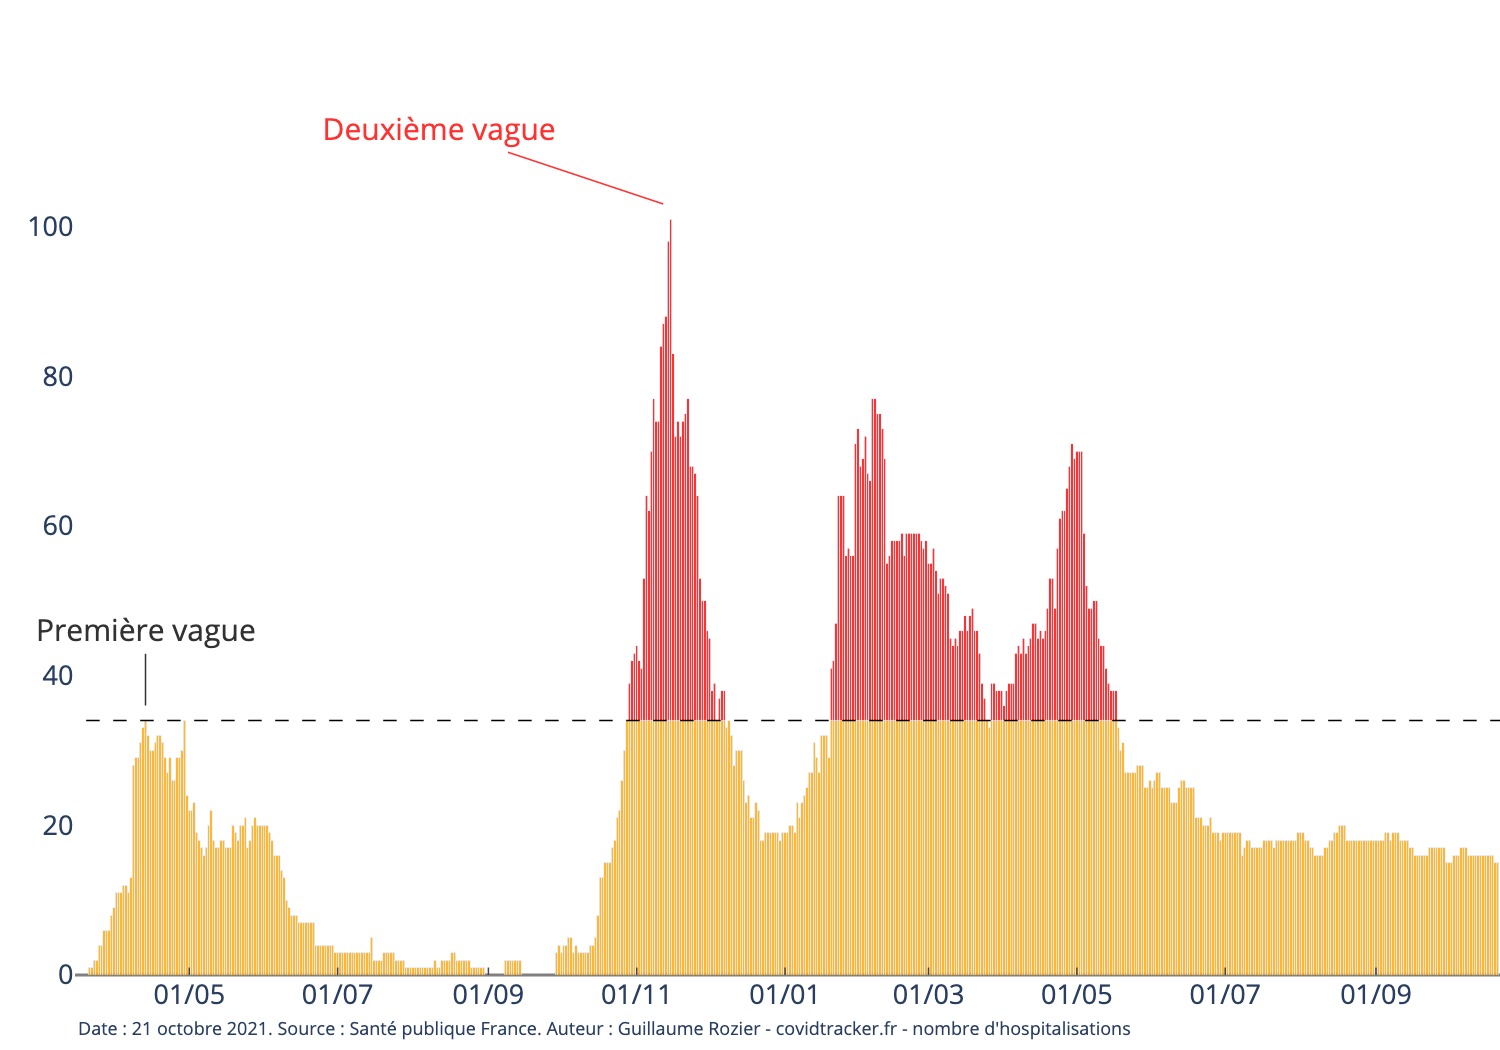 Deuxième vague
100
80
60
Première vague
40
20
0
01/05 01/07 01/09 01/11 01/01 01/03 01/05 01/07 01/09
Date : 21 octobre 2021. Source : Santé publique France. Auteur : Guillaume Rozier - covidtracker.fr - nombre d'hospitalisations